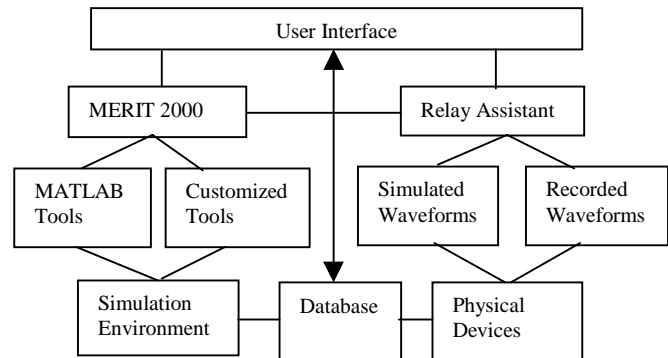 User Interface
MERIT 2000
Relay Assistant
MATLAB
Tools
Customized
Tools
Simulated
Waveforms
Recorded
Waveforms
Simulation
Environment
Database
Physical
Devices